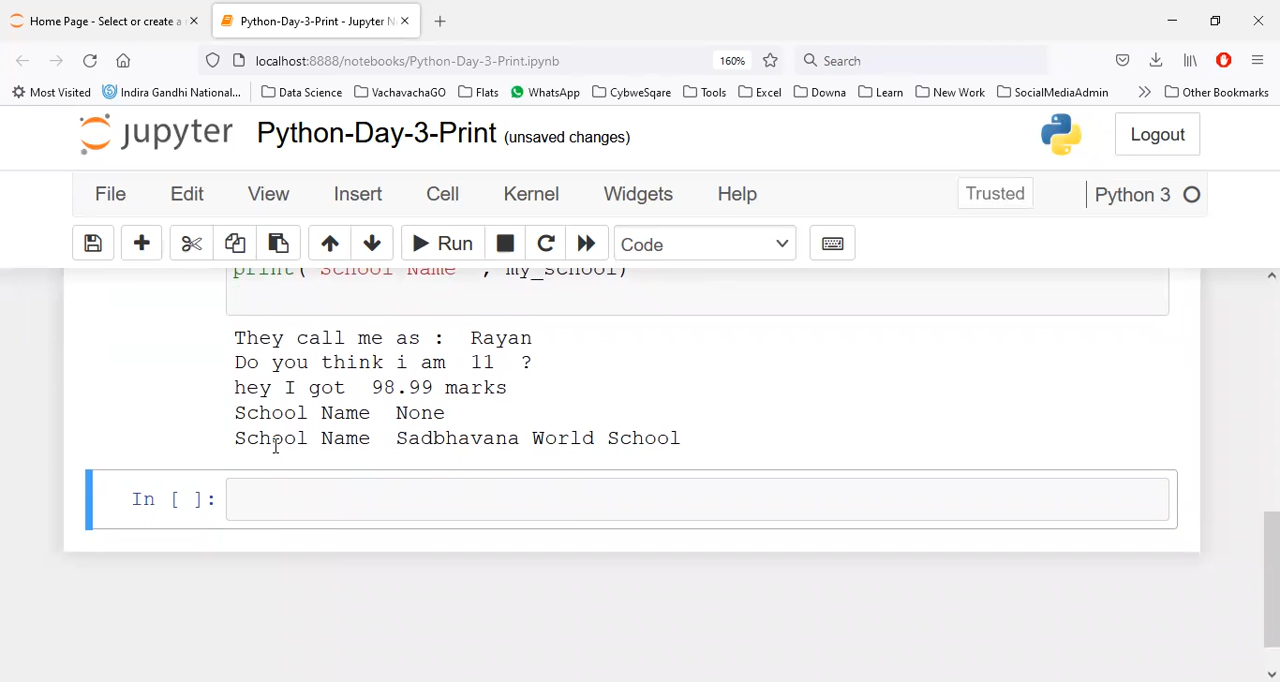 Home Page - Select or create a
Python-Day-3-Print - Jupyter N
localhost:8888/notebooks/Python-Day-3-Print.ipynb
160%
Search
Most Visited
Indira Gandhi National...
Data Science
VachavachaGO
Flats
WhatsApp
CybweSqare
Tools
Excel
Downa
Learn
New Work
SocialMediaAdmin
Other Bookmarks
jupyter Python-Day-3-Print (unsaved changes)
Logout
File Edit View Insert Cell Kernel Widgets Help
Trusted
Python 3
Run
Code
print("School Name " , my_school)
They call me as :  Rayan
Do you think i am  11  ?
hey I got  98.99 marks
School Name  None
School Name  Sadbhavana World School
In [ ]: